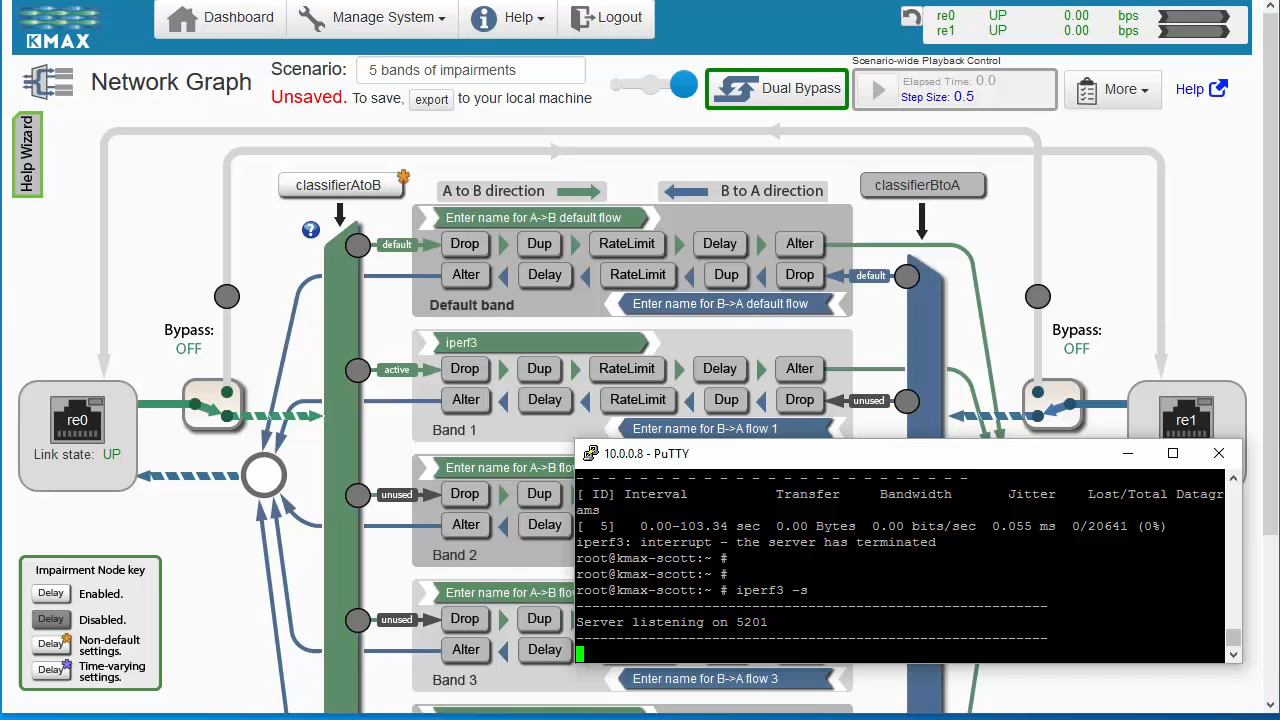 KMAX
Dashboard
Manage System
Help
Logout
re0 UP 0.00 bps
re1 UP 0.00 bps
Network Graph
Scenario: 5 bands of impairments
Unsaved. To save, export to your local machine
Dual Bypass
Scenario-wide Playback Control
Elapsed Time: 0.0
Step Size: 0.5
More
Help
Help Wizard
classifierAtoB
A to B direction
B to A direction
classifierBtoA
Enter name for A->B default flow
default Drop Dup RateLimit Delay Alter
Alter Delay RateLimit Dup Drop default
Default band
Enter name for B->A default flow
Bypass:
OFF
Bypass:
OFF
iperf3
active Drop Dup RateLimit Delay Alter
Alter Delay RateLimit Dup Drop unused
Band 1
Enter name for B->A flow 1
re0
Link state: UP
re1
Enter name for A->B flo
unused Drop Dup
Alter Delay
Band 2
Enter name for A->B flo
unused Drop Dup
Alter Delay
Band 3
Enter name for B->A flow 3
Impairment Node key
Delay Enabled.
Delay Disabled.
Delay Non-default
settings.
Delay Time-varying
settings.
10.0.0.8 - PuTTY
- - - - - - - - - - - - - - - - - - - - - - - - -
[ ID] Interval Transfer Bandwidth Jitter Lost/Total Datagr
ams
[ 5] 0.00-103.34 sec 0.00 Bytes 0.00 bits/sec 0.055 ms 0/20641 (0%)
iperf3: interrupt - the server has terminated
root@kmax-scott:~ #
root@kmax-scott:~ #
root@kmax-scott:~ # iperf3 -s
-----------------------------------------------------------
Server listening on 5201
-----------------------------------------------------------